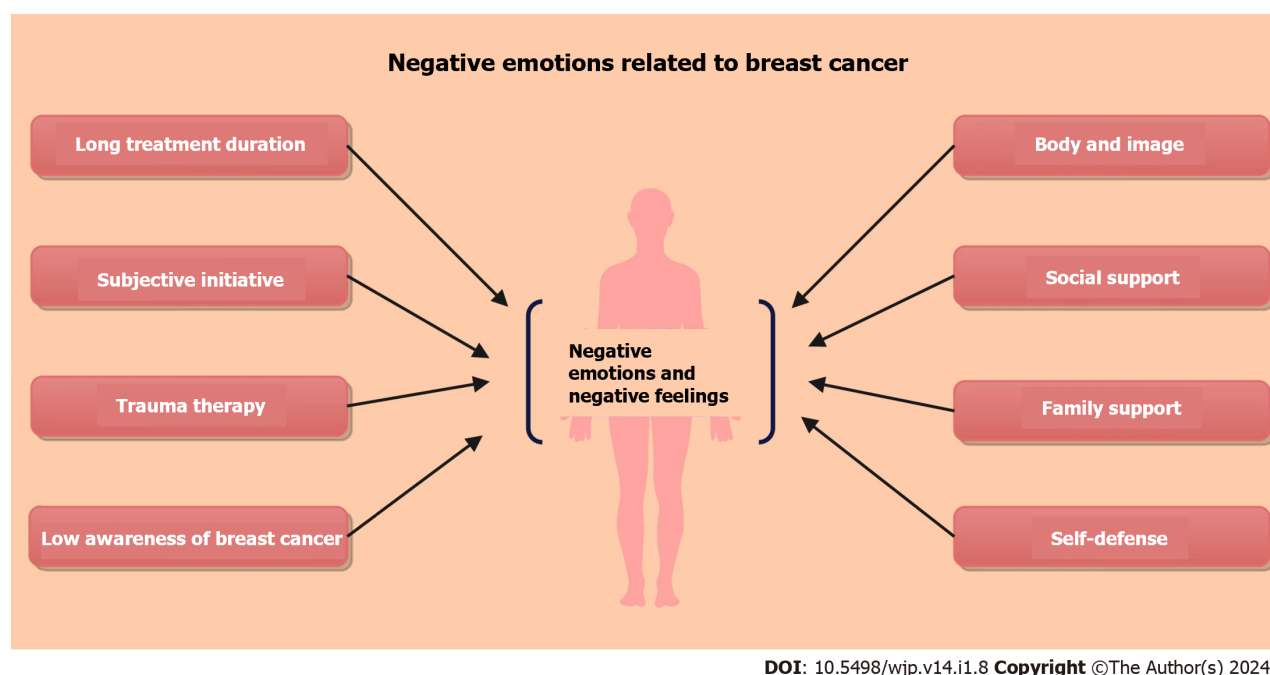 Negative emotions related to breast cancer
Long treatment duration
Subjective initiative
Trauma therapy
Low awareness of breast cancer
Negative
emotions and
negative feelings
Body and image
Social support
Family support
Self-defense
DOI: 10.5498/wjp.v14.i1.8 Copyright ©The Author(s) 2024